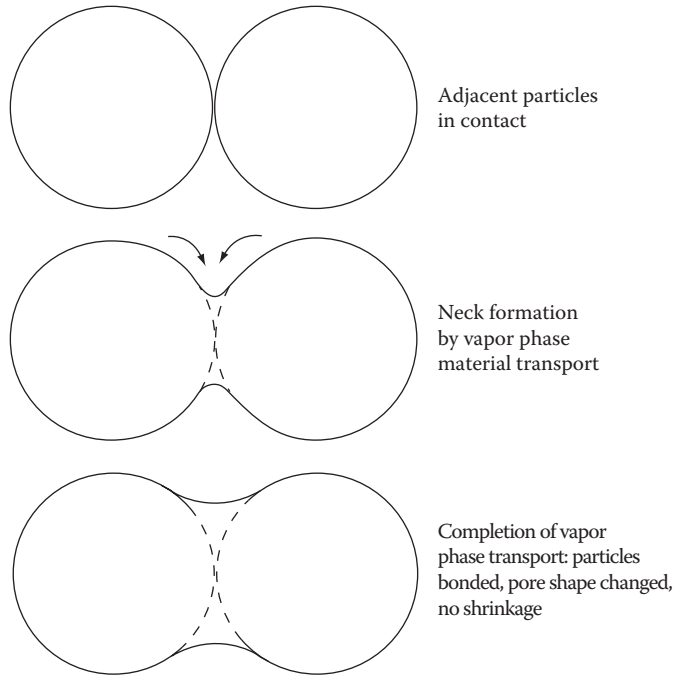 Adjacent particles
in contact
Neck formation
by vapor phase
material transport
Completion of vapor
phase transport: particles
bonded, pore shape changed,
no shrinkage